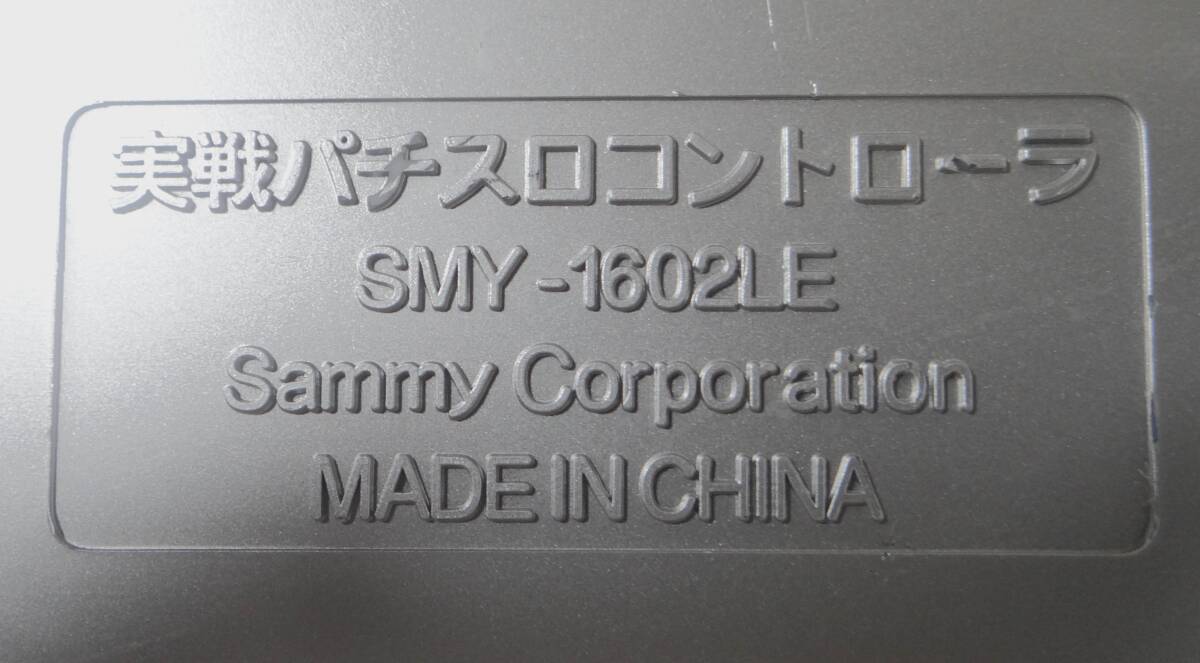 実戦パチスロコントローラ
SMY-1602LE
Sammy Corporation
MADE IN CHINA